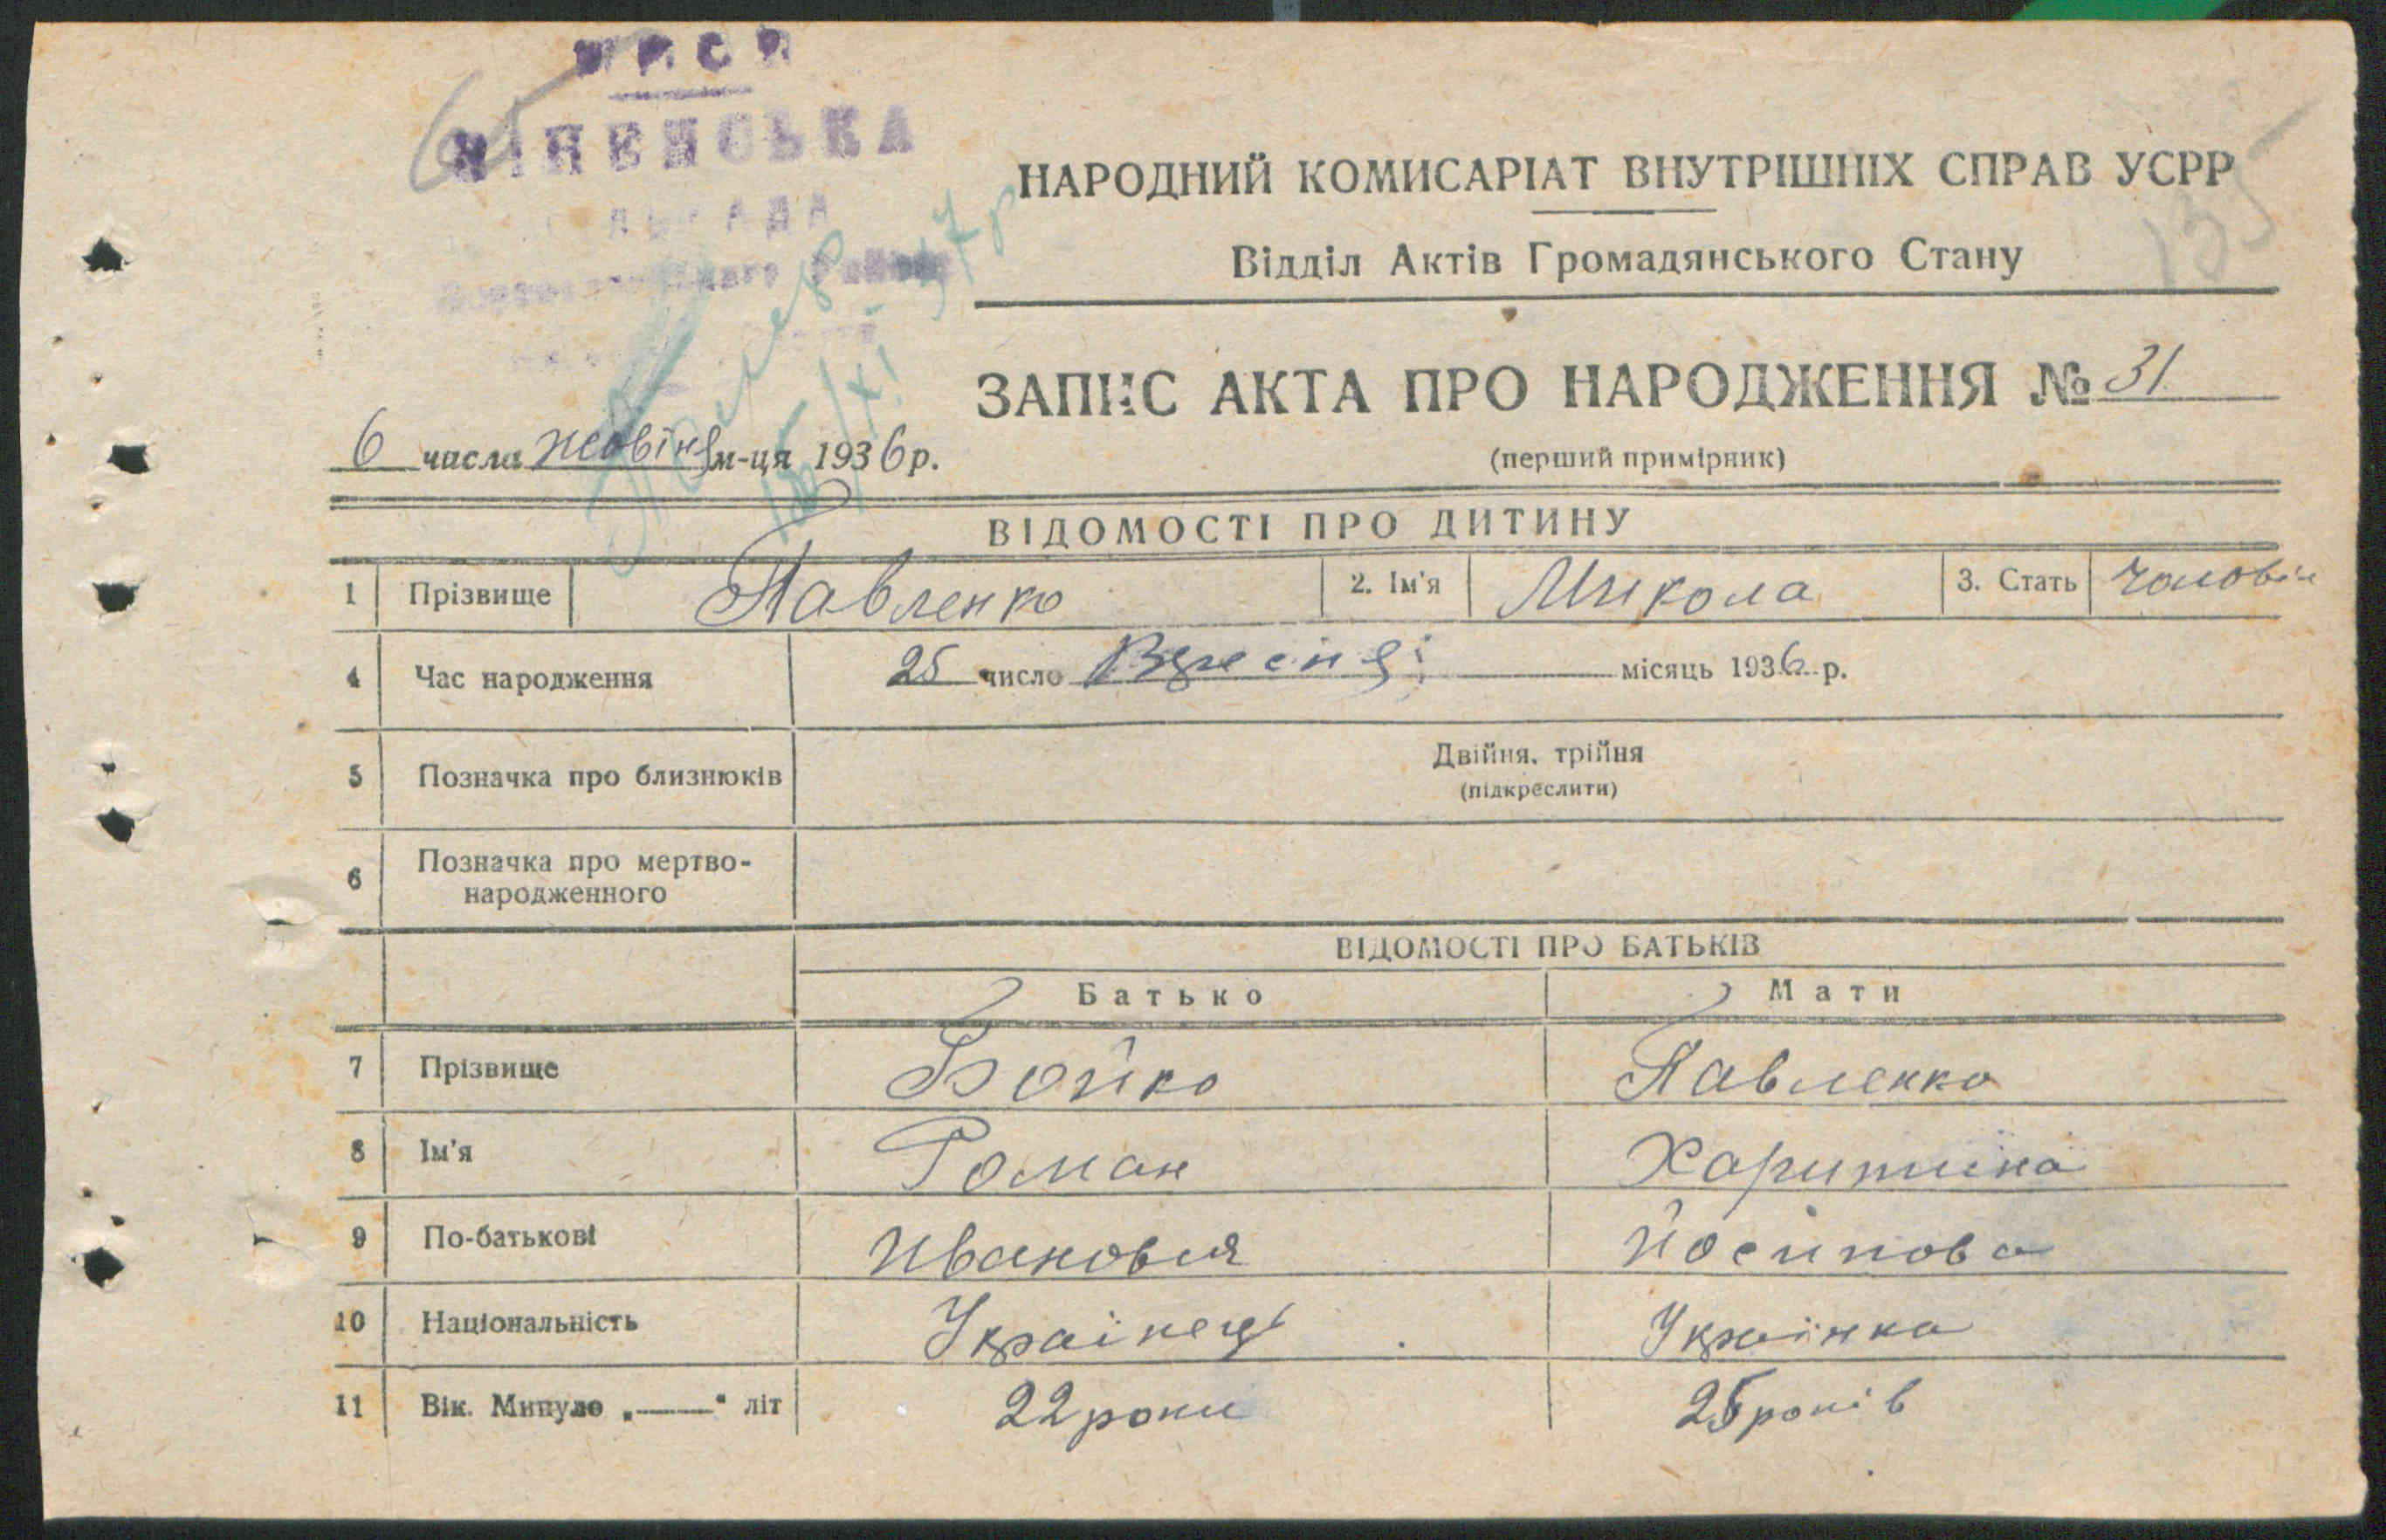 65
НАРОДНИЙ КОМИСАРІАТ ВНУТРІШНІХ СПРАВ УСРР
135
Відділ Актів Громадянського Стану
ЗАПИС АКТА ПРО НАРОДЖЕННЯ № 31
(перший примірник)
6 числа жовтня м-ця 1936 р.
ВІДОМОСТІ ПРО ДИТИНУ
1 Прізвище Павленко 2. Ім'я Микола 3. Стать чоловіч
4 Час народження 25 число місяць 1936 р.
5 Позначка про близнюків Двійня, трійня
(підкреслити)
6 Позначка про мертво-
народженного
ВІДОМОСТІ ПРО БАТЬКІВ
Батько Мати
7 Прізвище Бойко Павленко
8 Ім'я Роман Харитина
9 По-батькові Ивановия Йосипова
10 Національність Українець Українка
11 Вік. Минуло „——“ літ 22 роки 25 років